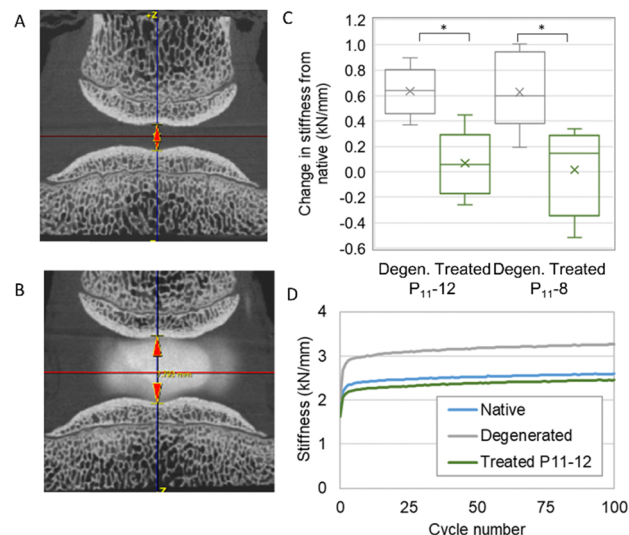 A
+Z
B
-Z
C
Change in stiffness from
native (kN/mm)
1.2
1.0
0.8
0.6
0.4
0.2
0.0
-0.2
-0.4
-0.6
*
*
Degen. Treated Degen. Treated
P11-12 P11-8
D
Stiffness (kN/mm)
4
3
2
1
0
Native
Degenerated
Treated P11-12
0 25 50 75 100
Cycle number